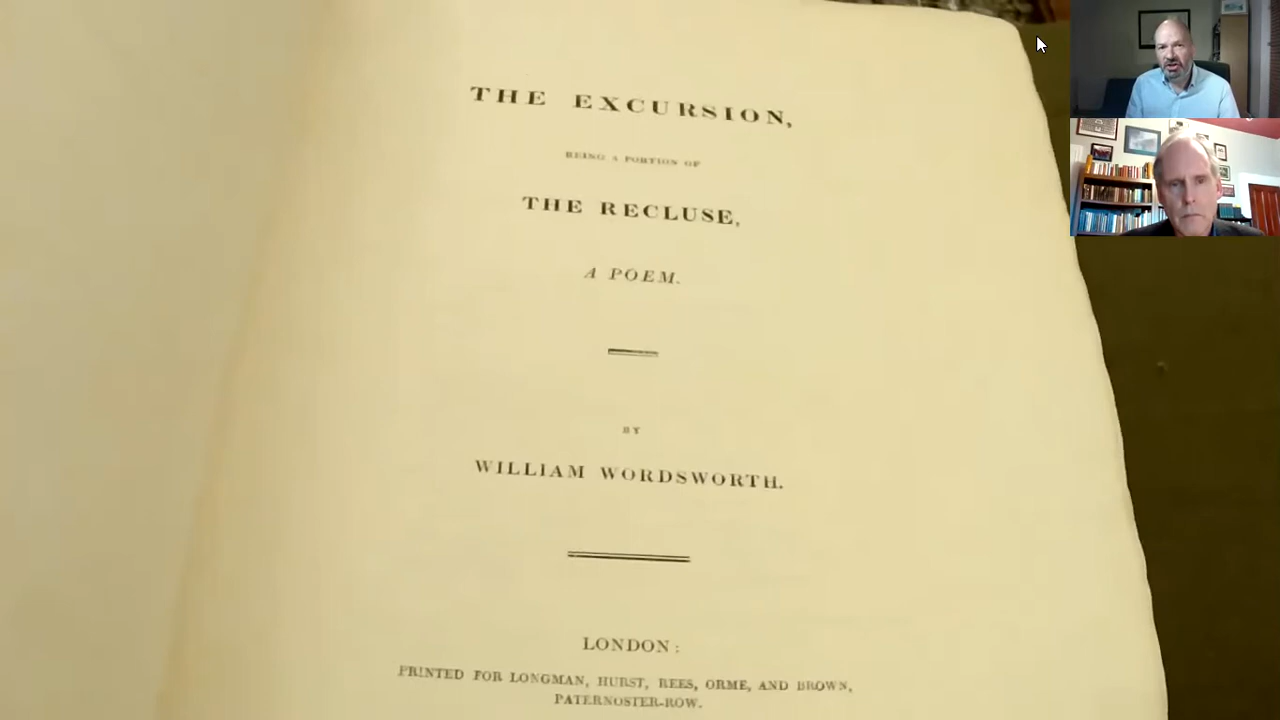 THE EXCURSION,
BEING A PORTION OF
THE RECLUSE,
A POEM.
BY
WILLIAM WORDSWORTH.
LONDON:
PRINTED FOR LONGMAN, HURST, REES, ORME, AND BROWN,
PATERNOSTER-ROW.